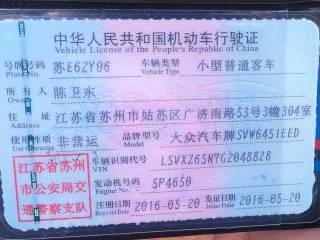 中华人民共和国机动车行驶证
Vehicle License of the People's Republic of China
号牌号码 苏E62Y06 车辆类型 小型普通客车
Plate No. Vehicle Type
所有人 陈卫东
Owner
住址 江苏省苏州市姑苏区广济南路53号3幢304室
Address
使用性质 非营运 品牌型号 大众汽车牌SVW6451EED
Use Character Model
江苏省苏州市公安局交通警察支队
车辆识别代号 LSVXZ65N7G2048828
VIN
发动机号码 5P4650
Engine No.
注册日期 2016-05-20 发证日期 2016-05-20
Register Date Issue Date